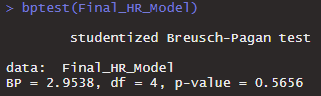 > bptest(Final_HR_Model)
studentized Breusch-Pagan test
data:  Final_HR_Model
BP = 2.9538, df = 4, p-value = 0.5656